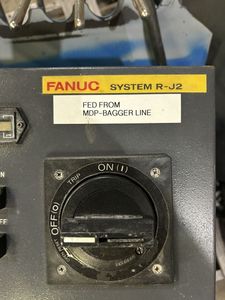 FANUC SYSTEM R-J2
FED FROM
MDP-BAGGER LINE
ON (I)
TRIP
OFF(O)